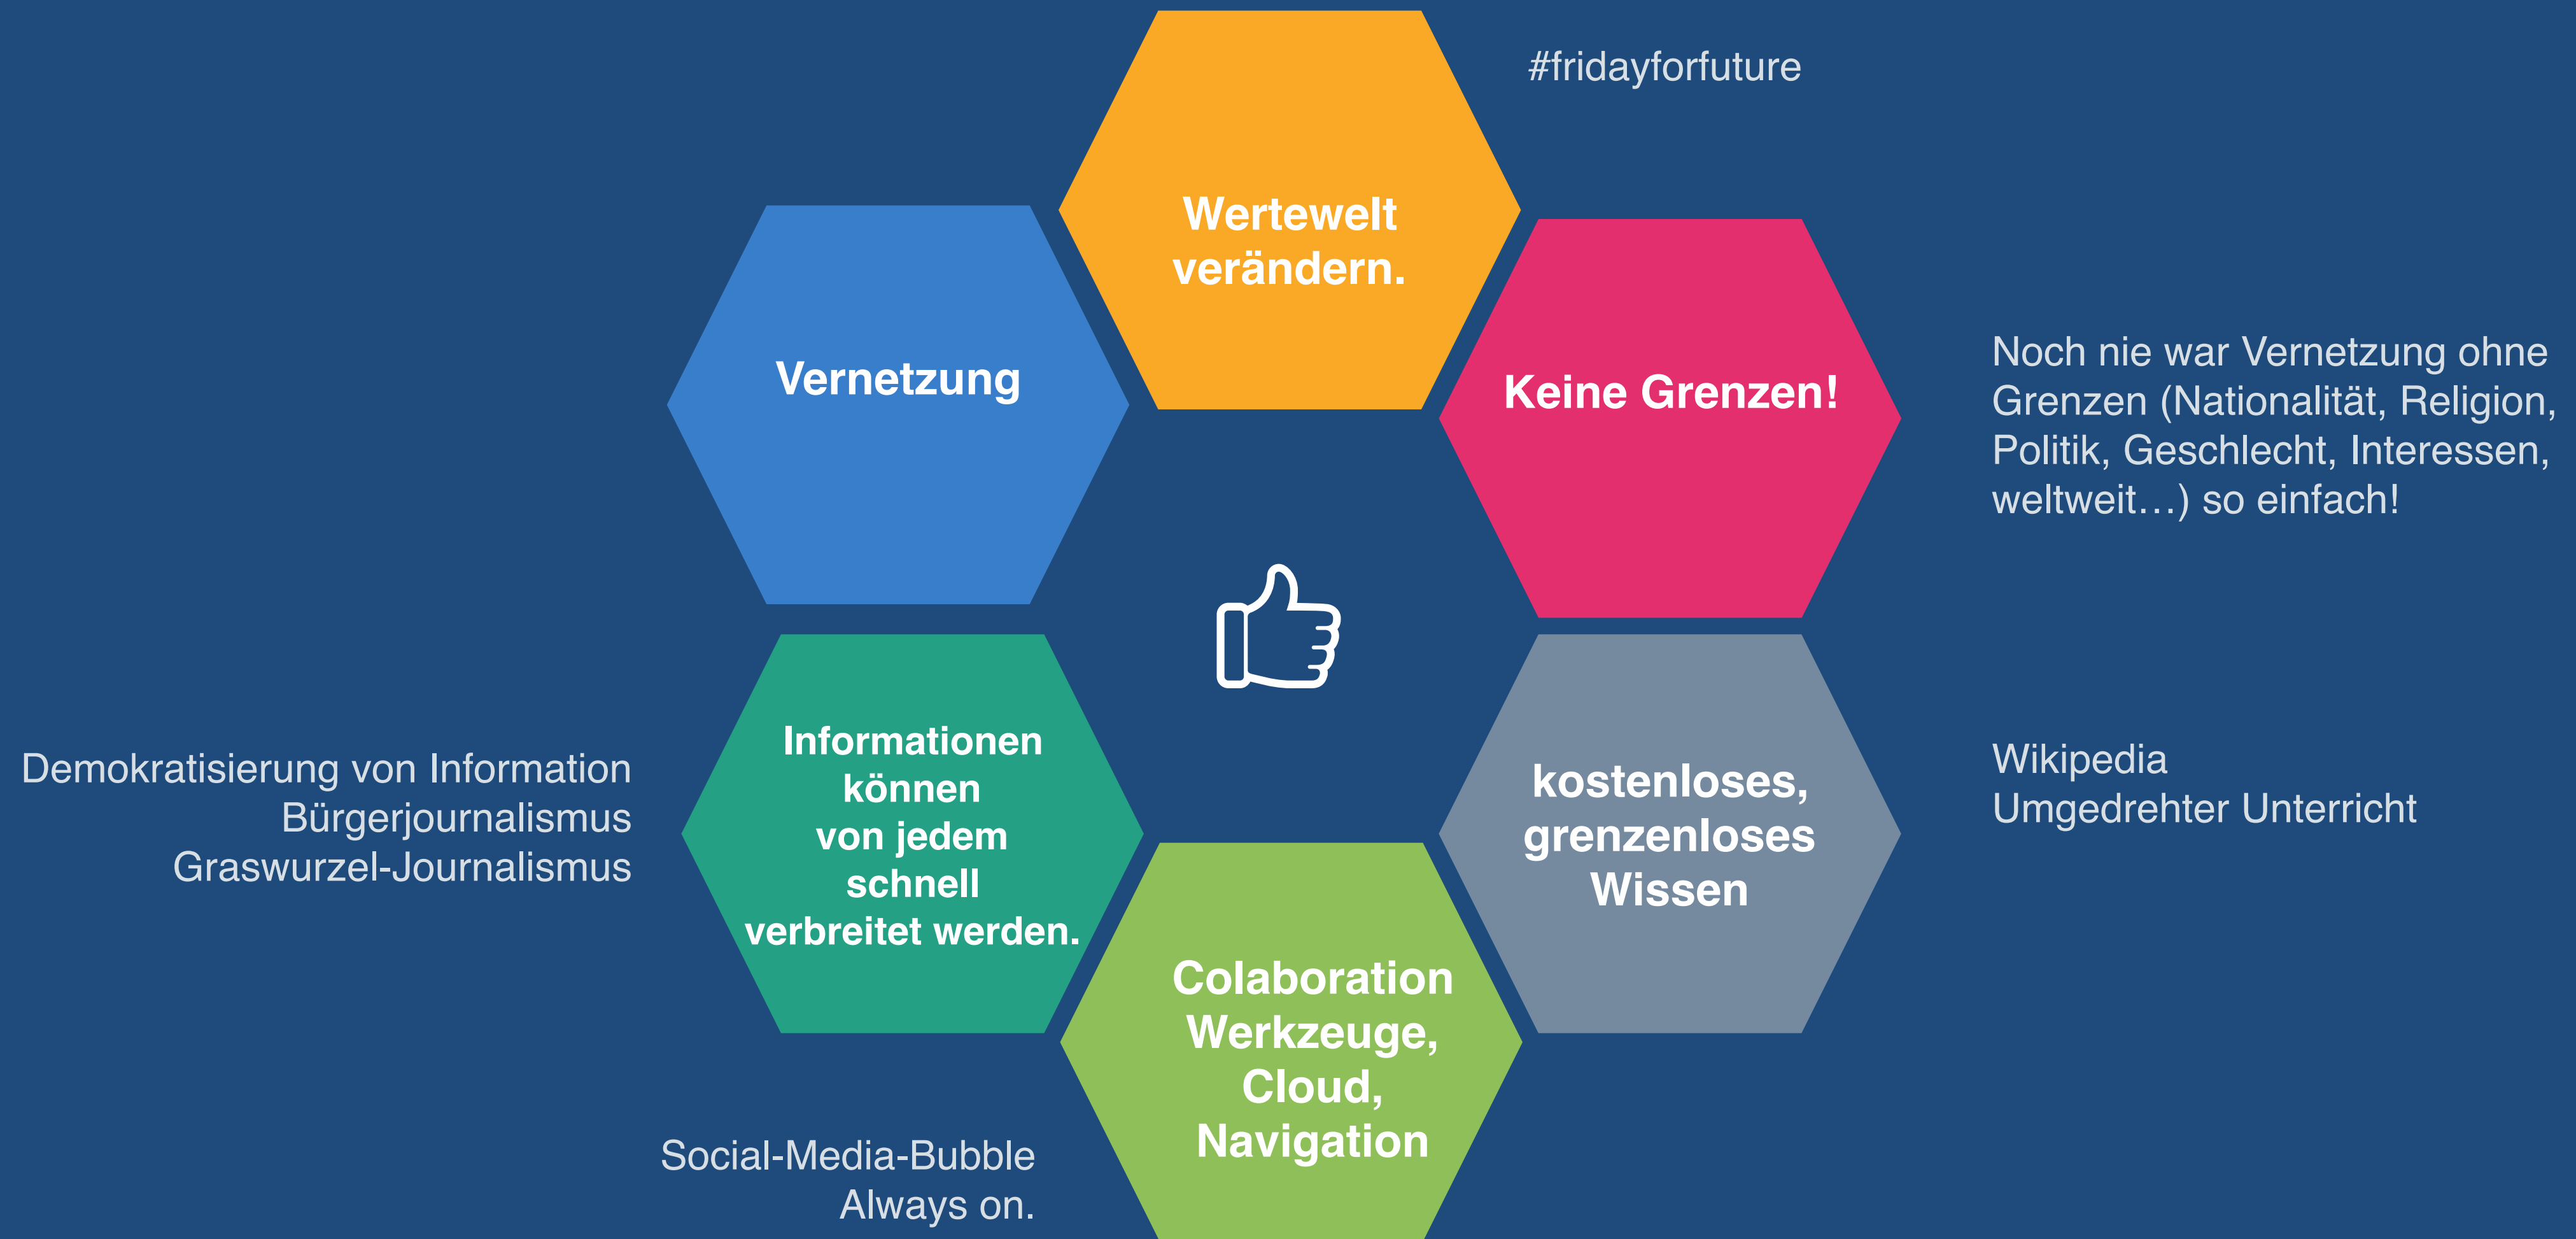 #fridayforfuture
Wertewelt
verändern.
Vernetzung
Keine Grenzen!
Noch nie war Vernetzung ohne
Grenzen (Nationalität, Religion,
Politik, Geschlecht, Interessen,
weltweit…) so einfach!
Informationen
können
von jedem
schnell
verbreitet werden.
Demokratisierung von Information
Bürgerjournalismus
Graswurzel-Journalismus
kostenloses,
grenzenloses
Wissen
Wikipedia
Umgedrehter Unterricht
Colaboration
Werkzeuge,
Cloud,
Navigation
Social-Media-Bubble
Always on.